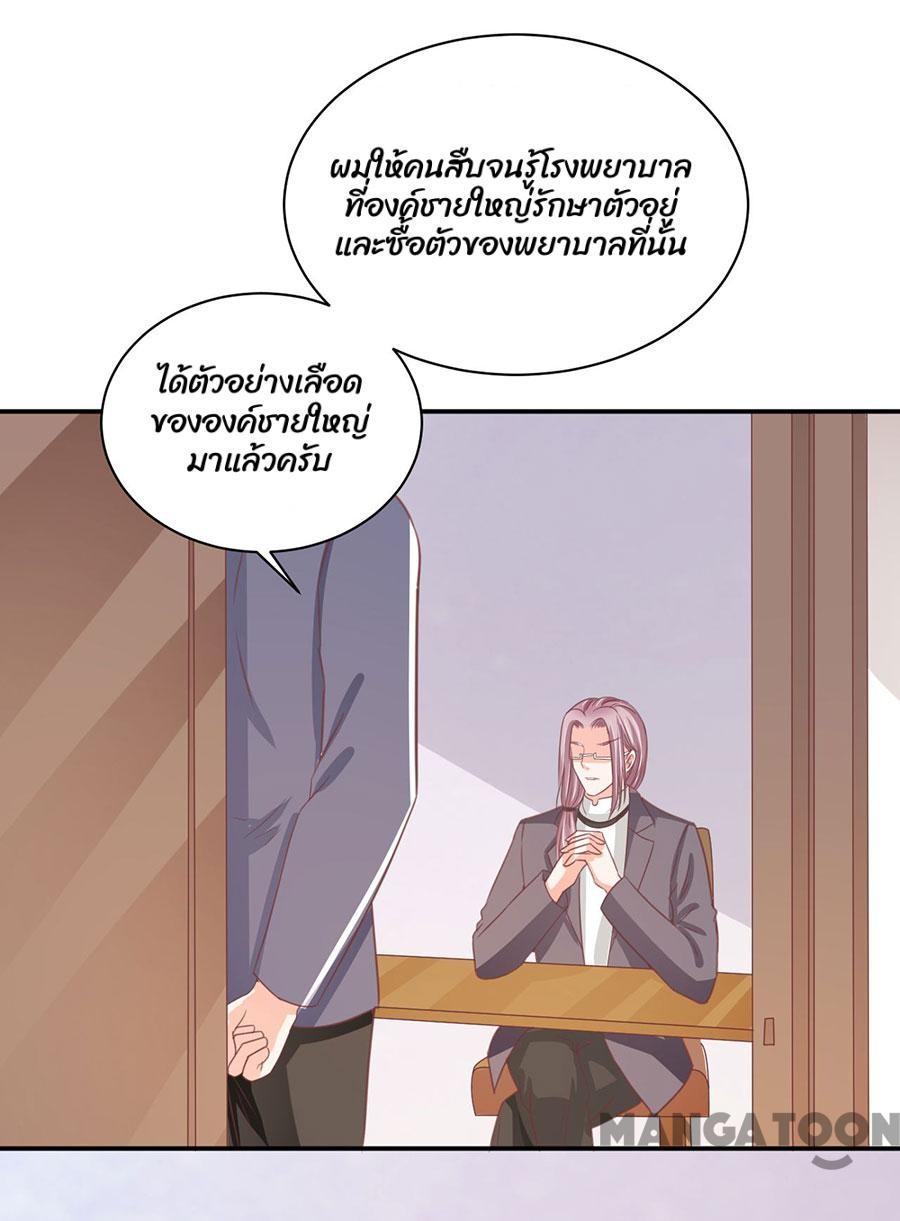 ผมให้คนสืบจนรู้โรงพยาบาล
ที่องค์ชายใหญ่รักษาตัวอยู่
และซื้อตัวของพยาบาลที่นั่น
ได้ตัวอย่างเลือด
ขององค์ชายใหญ่
มาแล้วครับ
MANGATOON